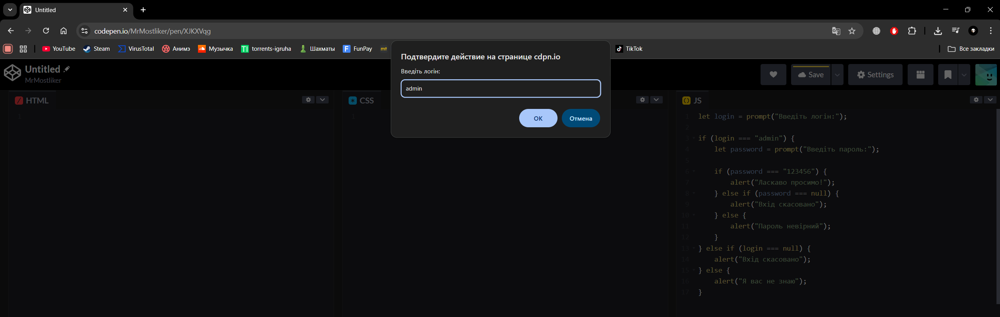 Untitled
codepen.io/MrMostliker/pen/XJKXVqg
YouTube Steam VirusTotal Анимэ Музычка torrents-igruha Шахматы FunPay mt TikTok Все закладки
Подтвердите действие на странице cdpn.io
Введіть логін:
admin
OK Отмена
Untitled
MrMostliker
Save Settings
HTML
1
CSS
1
JS
1 let login = prompt("Введіть логін:");
2
3 if (login === "admin") {
4 let password = prompt("Введіть пароль:");
5
6 if (password === "123456") {
7 alert("Ласкаво просимо!");
8 } else if (password === null) {
9 alert("Вхід скасовано");
10 } else {
11 alert("Пароль невірний");
12 }
13 } else if (login === null) {
14 alert("Вхід скасовано");
15 } else {
16 alert("Я вас не знаю");
17 }